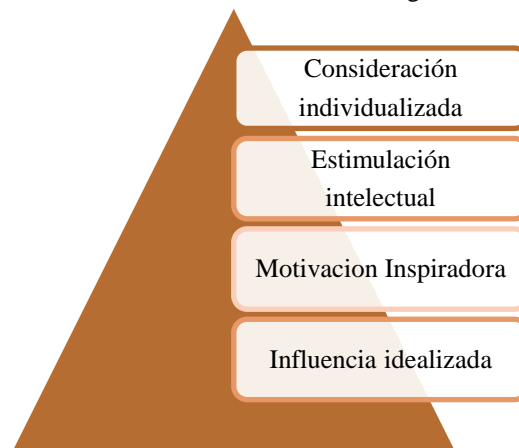 Consideración
individualizada
Estimulación
intelectual
Motivacion Inspiradora
Influencia idealizada